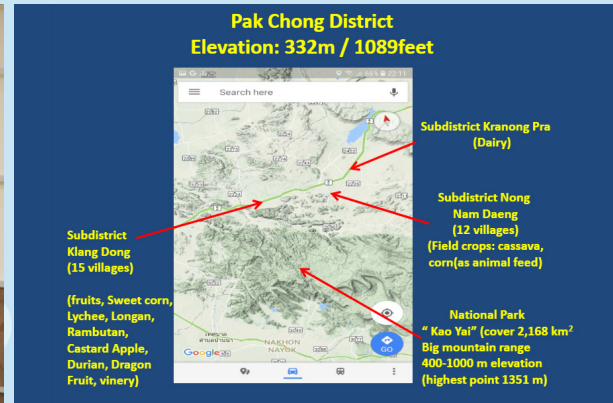 Pak Chong District
Elevation: 332m / 1089feet
66% 22:11
Search here
Subdistrict Kranong Pra
(Dairy)
Subdistrict Nong
Nam Daeng
(12 villages)
(Field crops: cassava,
corn(as animal feed)
Subdistrict
Klang Dong
(15 villages)
(fruits, Sweet corn,
Lychee, Longan,
Rambutan,
Castard Apple,
Durian, Dragon
Fruit, vinery)
National Park
“ Kao Yai” (cover 2,168 km²
Big mountain range
400-1000 m elevation
(highest point 1351 m)
NAKHON
NAYOK
Google
GO